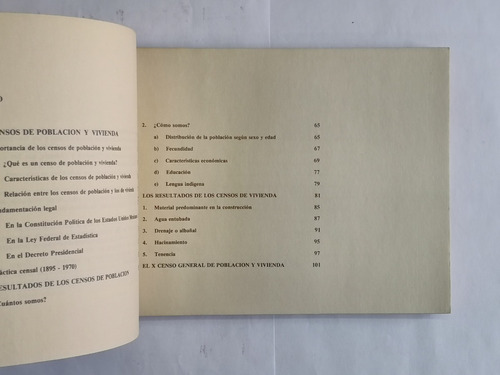 O
NSOS DE POBLACION Y VIVIENDA
portancia de los censos de población y vivienda
¿Qué es un censo de población y vivienda?
Características de los censos de población y vivienda
Relación entre los censos de población y los de vivienda
ndamentación legal
En la Constitución Política de los Estados Unidos
En la Ley Federal de Estadística
En el Decreto Presidencial
áctica censal (1895 - 1970)
RESULTADOS DE LOS CENSOS DE POBLACION
Cuántos somos?
2. ¿Cómo somos? 65
a) Distribución de la población según sexo y edad 65
b) Fecundidad 67
c) Características económicas 69
d) Educación 77
e) Lengua indígena 79
LOS RESULTADOS DE LOS CENSOS DE VIVIENDA 81
1. Material predominante en la construcción 85
2. Agua entubada 87
3. Drenaje o albañal 91
4. Hacinamiento 95
5. Tenencia 97
EL X CENSO GENERAL DE POBLACION Y VIVIENDA 101